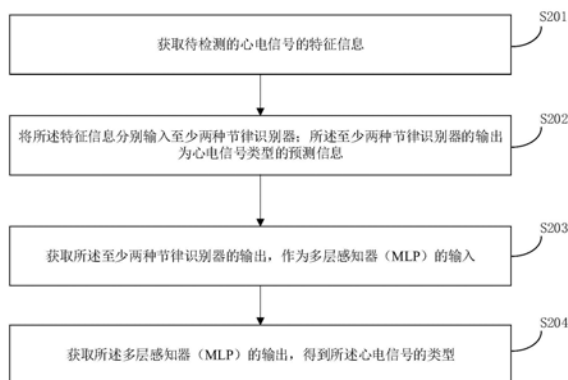 S201
获取待检测的心电信号的特征信息
S202
将所述特征信息分别输入至少两种节律识别器；所述至少两种节律识别器的输出
为心电信号类型的预测信息
S203
获取所述至少两种节律识别器的输出，作为多层感知器（MLP）的输入
S204
获取所述多层感知器（MLP）的输出，得到所述心电信号的类型